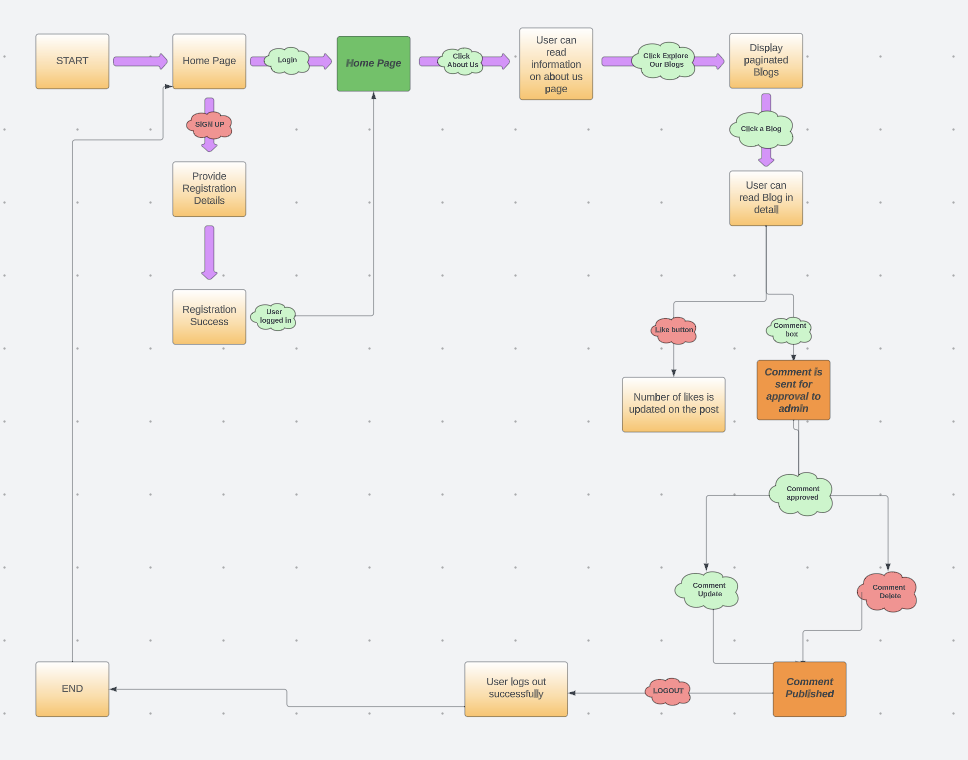 START
Home Page
Login
Home Page
Click
About Us
User can
read
information
on about us
page
Click Explore
Our Blogs
Display
paginated
Blogs
SIGN UP
Click a Blog
Provide
Registration
Details
User can
read Blog in
detail
Registration
Success
User
logged in
Like button
Comment
box
Number of likes is
updated on the post
Comment is
sent for
approval to
admin
Comment
approved
Comment
Update
Comment
Delete
END
User logs out
successfully
LOGOUT
Comment
Published